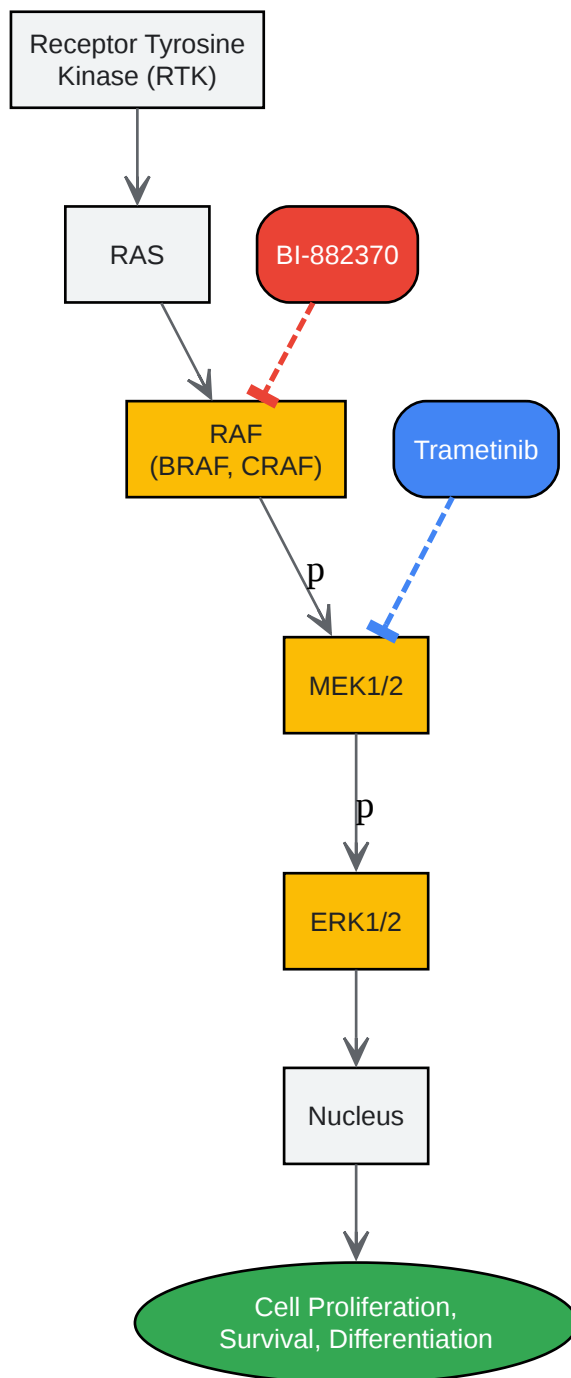 Receptor Tyrosine
Kinase (RTK)
RAS
BI-882370
RAF
(BRAF, CRAF)
Trametinib
p
MEK1/2
p
ERK1/2
Nucleus
Cell Proliferation,
Survival, Differentiation